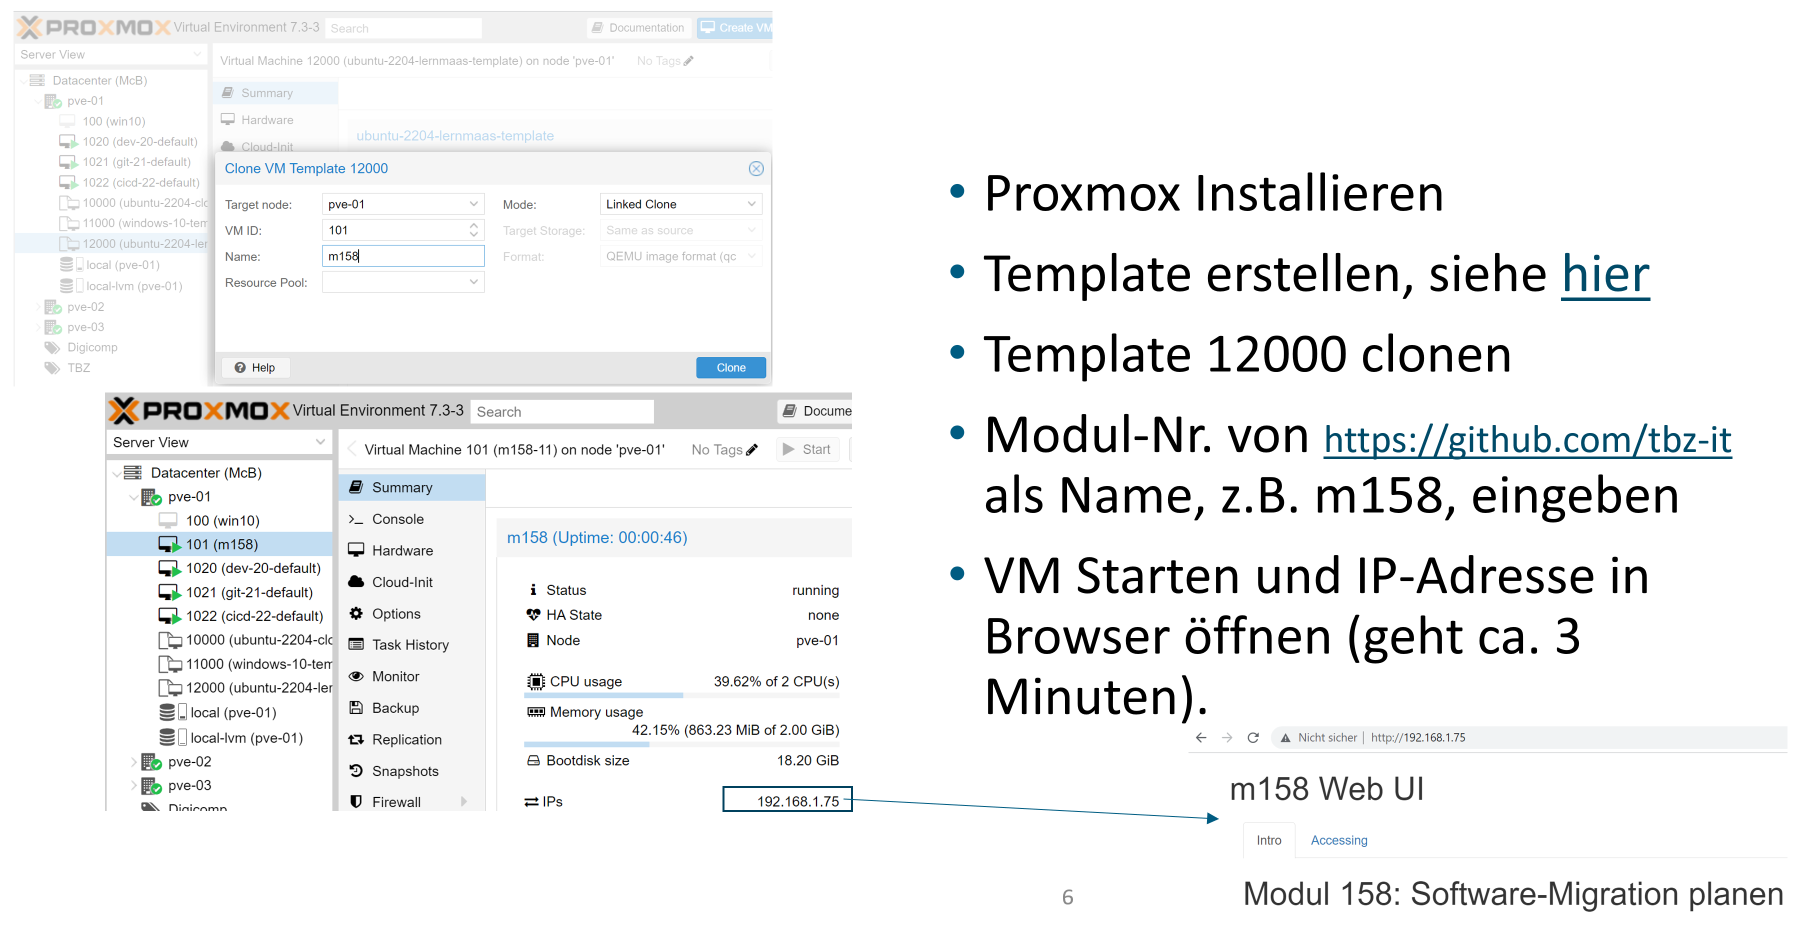 PROXMOX Virtual Environment 7.3-3 Search Documentation Create VM
Server View
Virtual Machine 12000 (ubuntu-2204-lernmaas-template) on node 'pve-01' No Tags
Datacenter (McB)
pve-01
100 (win10)
1020 (dev-20-default)
1021 (git-21-default)
1022 (cicd-22-default)
10000 (ubuntu-2204-clo
11000 (windows-10-tem
12000 (ubuntu-2204-ler
local (pve-01)
local-lvm (pve-01)
pve-02
pve-03
Digicomp
TBZ
Summary
Hardware
Cloud-Init
ubuntu-2204-lernmaas-template
Clone VM Template 12000
Target node: pve-01 Mode: Linked Clone
VM ID: 101 Target Storage: Same as source
Name: m158 Format: QEMU image format (qc
Resource Pool:
Help Clone
PROXMOX Virtual Environment 7.3-3 Search Docume
Server View
Virtual Machine 101 (m158-11) on node 'pve-01' No Tags Start
Datacenter (McB)
pve-01
100 (win10)
101 (m158)
1020 (dev-20-default)
1021 (git-21-default)
1022 (cicd-22-default)
10000 (ubuntu-2204-clo
11000 (windows-10-tem
12000 (ubuntu-2204-ler
local (pve-01)
local-lvm (pve-01)
pve-02
pve-03
Digicomp
Summary
Console
Hardware
Cloud-Init
Options
Task History
Monitor
Backup
Replication
Snapshots
Firewall
m158 (Uptime: 00:00:46)
Status running
HA State none
Node pve-01
CPU usage 39.62% of 2 CPU(s)
Memory usage
42.15% (863.23 MiB of 2.00 GiB)
Bootdisk size 18.20 GiB
IPs 192.168.1.75
• Proxmox Installieren
• Template erstellen, siehe hier
• Template 12000 clonen
• Modul-Nr. von https://github.com/tbz-it
als Name, z.B. m158, eingeben
• VM Starten und IP-Adresse in
Browser öffnen (geht ca. 3
Minuten).
Nicht sicher | http://192.168.1.75
m158 Web UI
Intro Accessing
6
Modul 158: Software-Migration planen